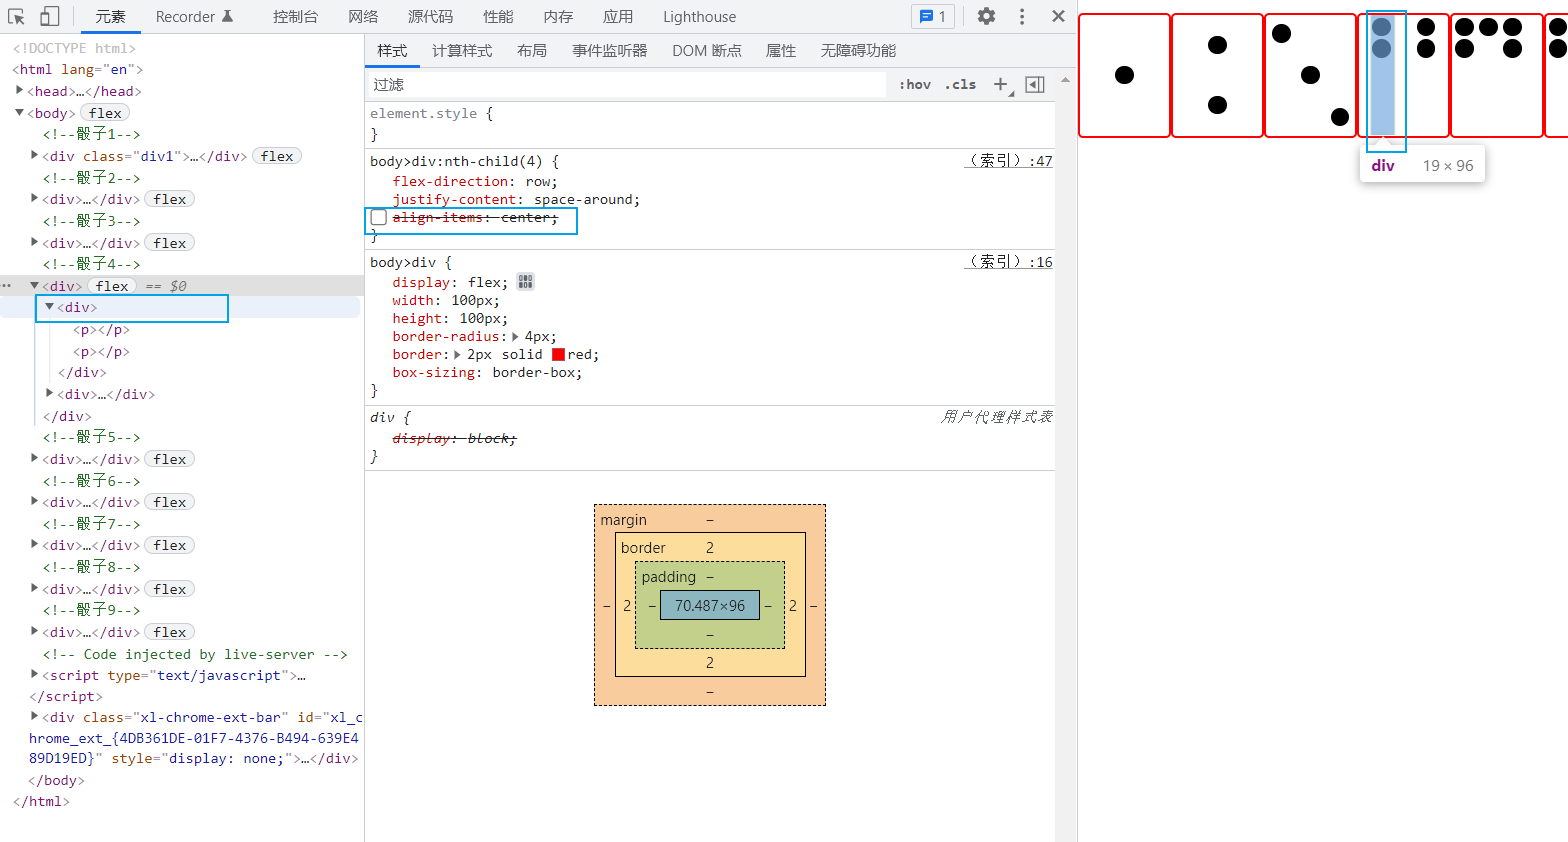 元素 Recorder 控制台 网络 源代码 性能 内存 应用 Lighthouse 1
<!DOCTYPE html>
<html lang="en">
<head>…</head>
<body> flex
<!--骰子1-->
<div class="div1">…</div> flex
<!--骰子2-->
<div>…</div> flex
<!--骰子3-->
<div>…</div> flex
<!--骰子4-->
<div> flex == $0
<div>
<p></p>
<p></p>
</div>
<div>…</div>
</div>
<!--骰子5-->
<div>…</div> flex
<!--骰子6-->
<div>…</div> flex
<!--骰子7-->
<div>…</div> flex
<!--骰子8-->
<div>…</div> flex
<!--骰子9-->
<div>…</div> flex
<!-- Code injected by live-server -->
<script type="text/javascript">…
</script>
<div class="xl-chrome-ext-bar" id="xl_c
hrome_ext_{4DB361DE-01F7-4376-B494-639E4
89D19ED}" style="display: none;">…</div>
</body>
</html>
样式 计算样式 布局 事件监听器 DOM 断点 属性 无障碍功能
过滤 :hov .cls
element.style {
}
body>div:nth-child(4) { （索引）:47
flex-direction: row;
justify-content: space-around;
align-items: center;
}
body>div { （索引）:16
display: flex;
width: 100px;
height: 100px;
border-radius: 4px;
border: 2px solid red;
box-sizing: border-box;
}
div { 用户代理样式表
display: block;
}
margin –
border 2
padding –
– 2 – 70.487×96 – 2 –
–
2
–
div 19 × 96